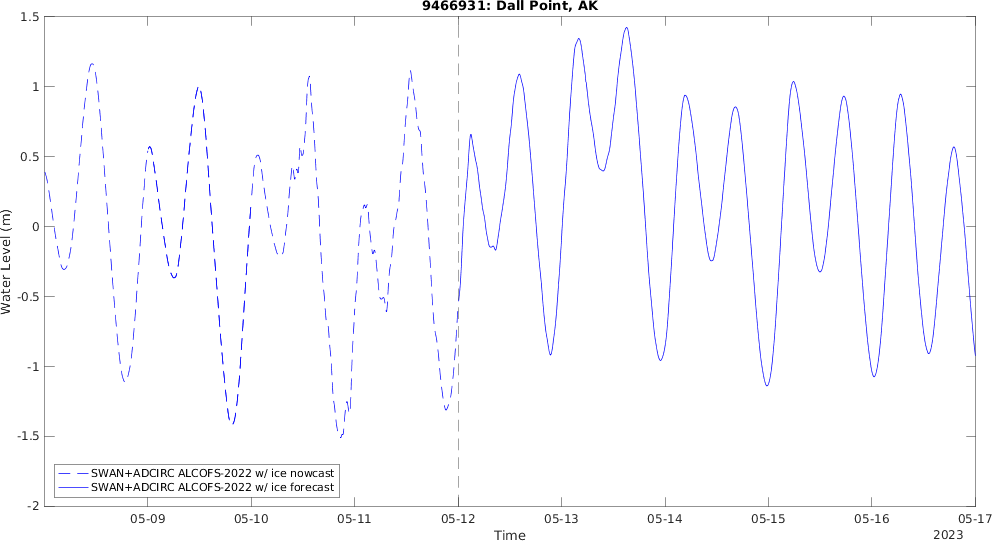 9466931: Dall Point, AK
1.5
1
0.5
0
-0.5
-1
-1.5
-2
Water Level (m)
SWAN+ADCIRC ALCOFS-2022 w/ ice nowcast
SWAN+ADCIRC ALCOFS-2022 w/ ice forecast
05-09 05-10 05-11 05-12 05-13 05-14 05-15 05-16 05-17
Time
2023